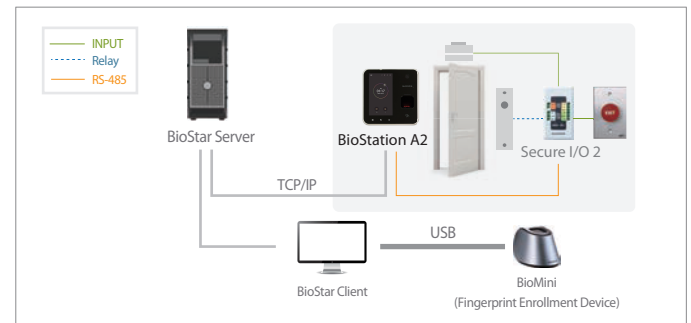 INPUT
Relay
RS-485
BioStar Server
BioStation A2
EXIT
Secure I/O 2
TCP/IP
USB
BioStar Client
BioMini
(Fingerprint Enrollment Device)